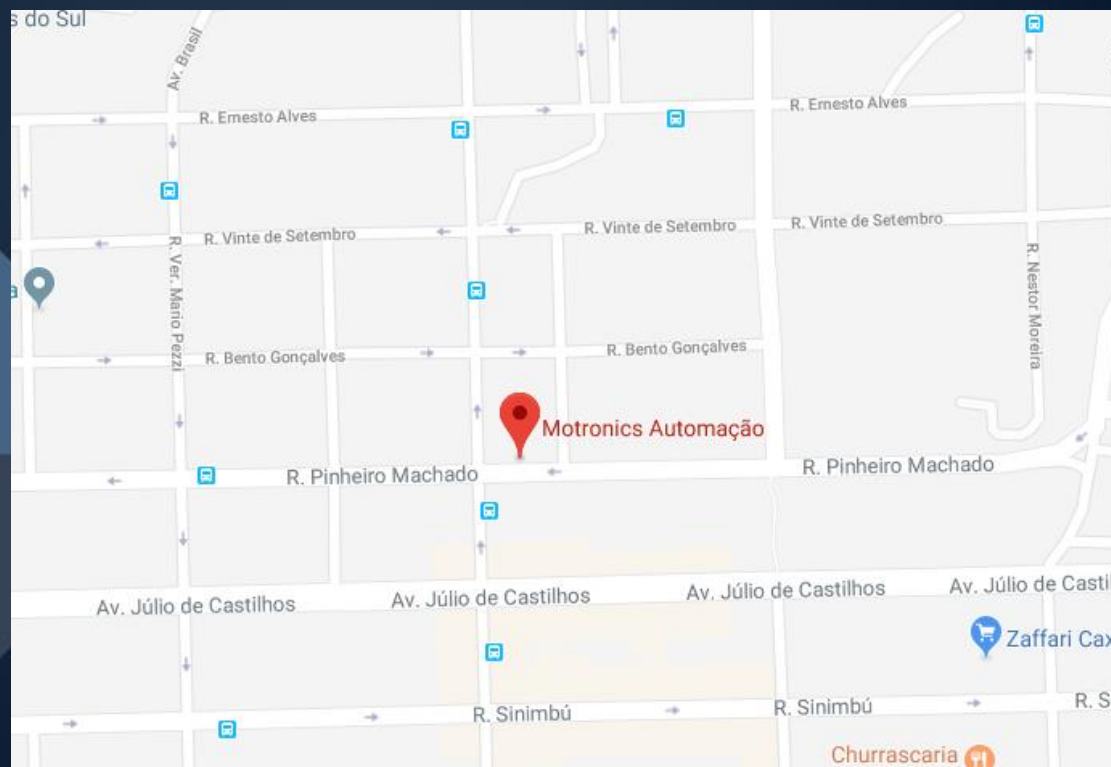 s do Sul
Av. Brasil
R. Ernesto Alves
R. Ernesto Alves
R. Vinte de Setembro
R. Vinte de Setembro
R. Vinte de Setembro
R. Ver. Mario Pezzi
R. Nestor Moreira
a
R. Bento Gonçalves
R. Bento Gonçalves
Motronics Automação
R. Pinheiro Machado
R. Pinheiro Machado
Av. Júlio de Castilhos
Av. Júlio de Castilhos
Av. Júlio de Castilhos
Av. Júlio de Casti
Zaffari Cax
R. Sinimbú
R. Sinimbú
R. S
Churrascaria